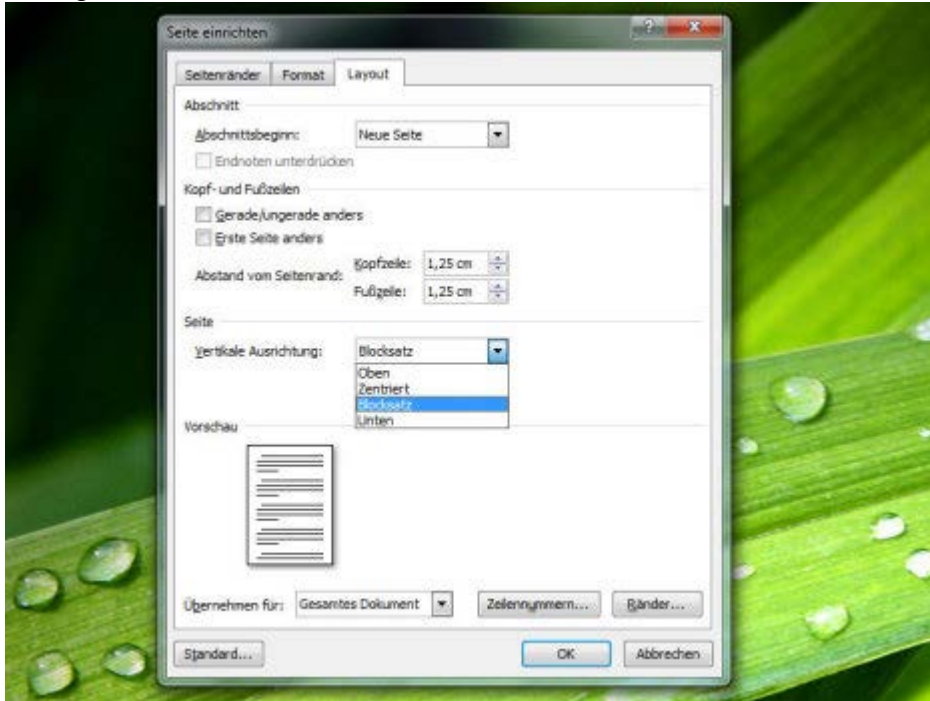 Seite einrichten
Seitenränder Format Layout
Abschnitt
Abschnittsbeginn: Neue Seite
Endnoten unterdrücken
Kopf- und Fußzeilen
Gerade/ungerade anders
Erste Seite anders
Abstand vom Seitenrand: Kopfzeile: 1,25 cm
Fußzeile: 1,25 cm
Seite
Vertikale Ausrichtung: Blocksatz
Oben
Zentriert
Blocksatz
Unten
Vorschau
Übernehmen für: Gesamtes Dokument Zeilennummern... Ränder...
Standard... OK Abbrechen